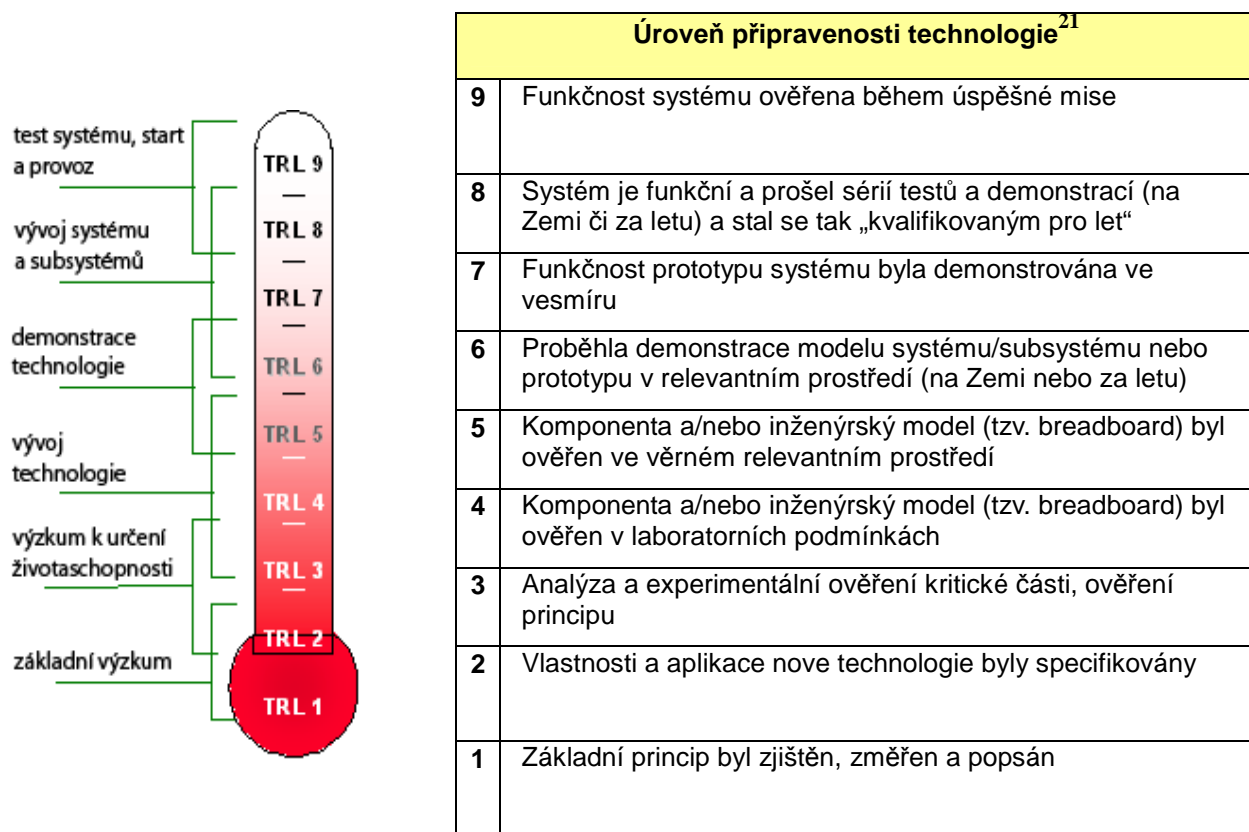 test systému, start
a provoz
vývoj systému
a subsystémů
demonstrace
technologie
vývoj
technologie
výzkum k určení
životaschopnosti
základní výzkum
TRL 9
TRL 8
TRL 7
TRL 6
TRL 5
TRL 4
TRL 3
TRL 2
TRL 1
Úroveň připravenosti technologie21
9 Funkčnost systému ověřena během úspěšné mise
8 Systém je funkční a prošel sérií testů a demonstrací (na
Zemi či za letu) a stal se tak „kvalifikovaným pro let“
7 Funkčnost prototypu systému byla demonstrována ve
vesmíru
6 Proběhla demonstrace modelu systému/subsystému nebo
prototypu v relevantním prostředí (na Zemi nebo za letu)
5 Komponenta a/nebo inženýrský model (tzv. breadboard) byl
ověřen ve věrném relevantním prostředí
4 Komponenta a/nebo inženýrský model (tzv. breadboard) byl
ověřen v laboratorních podmínkách
3 Analýza a experimentální ověření kritické části, ověření
principu
2 Vlastnosti a aplikace nove technologie byly specifikovány
1 Základní princip byl zjištěn, změřen a popsán